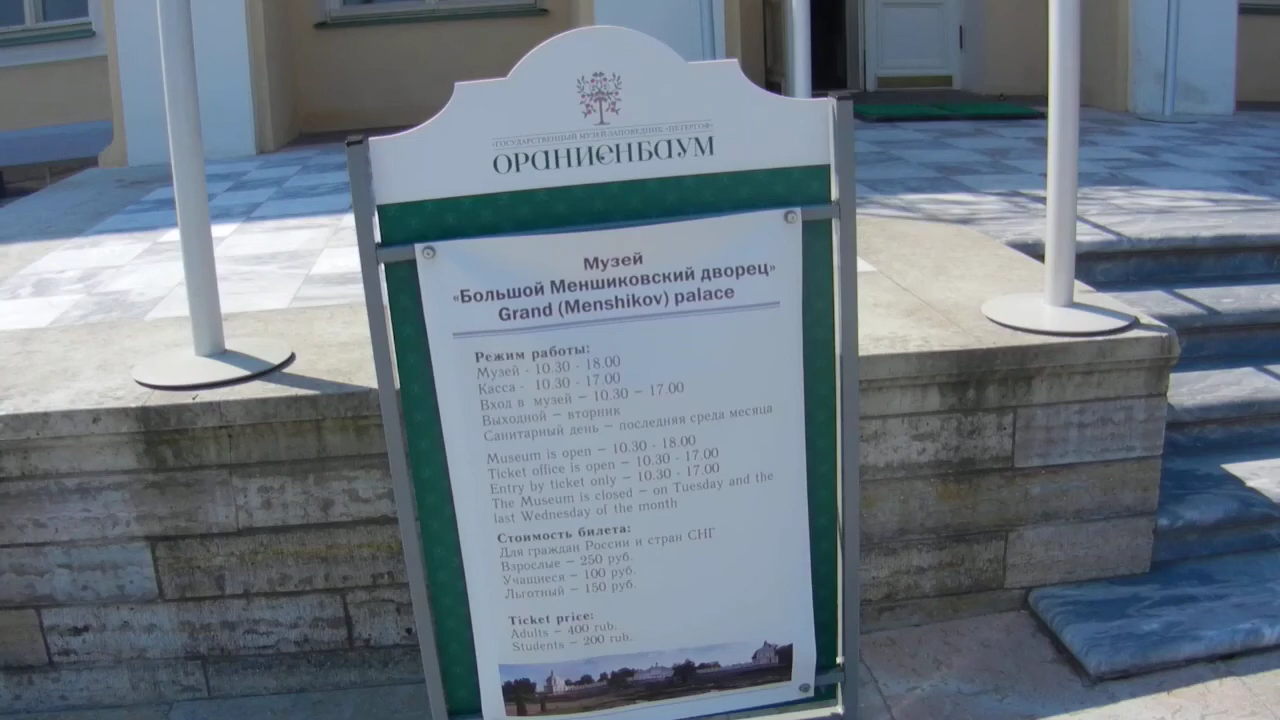 «ГОСУДАРСТВЕННЫЙ МУЗЕЙ-ЗАПОВЕДНИК «ПЕТЕРГОФ»
ОРАНИЕНБАУМ
Музей
«Большой Меншиковский дворец»
Grand (Menshikov) palace
Режим работы:
Музей - 10.30 - 18.00
Касса - 10.30 - 17.00
Вход в музей – 10.30 – 17.00
Выходной – вторник
Санитарный день – последняя среда месяца
Museum is open – 10.30 - 18.00
Ticket office is open – 10.30 - 17.00
Entry by ticket only – 10.30 - 17.00
The Museum is closed – on Tuesday and the
last Wednesday of the month
Стоимость билета:
Для граждан России и стран СНГ
Взрослые – 250 руб.
Учащиеся – 100 руб.
Льготный – 150 руб.
Ticket price:
Adults – 400 rub.
Students – 200 rub.